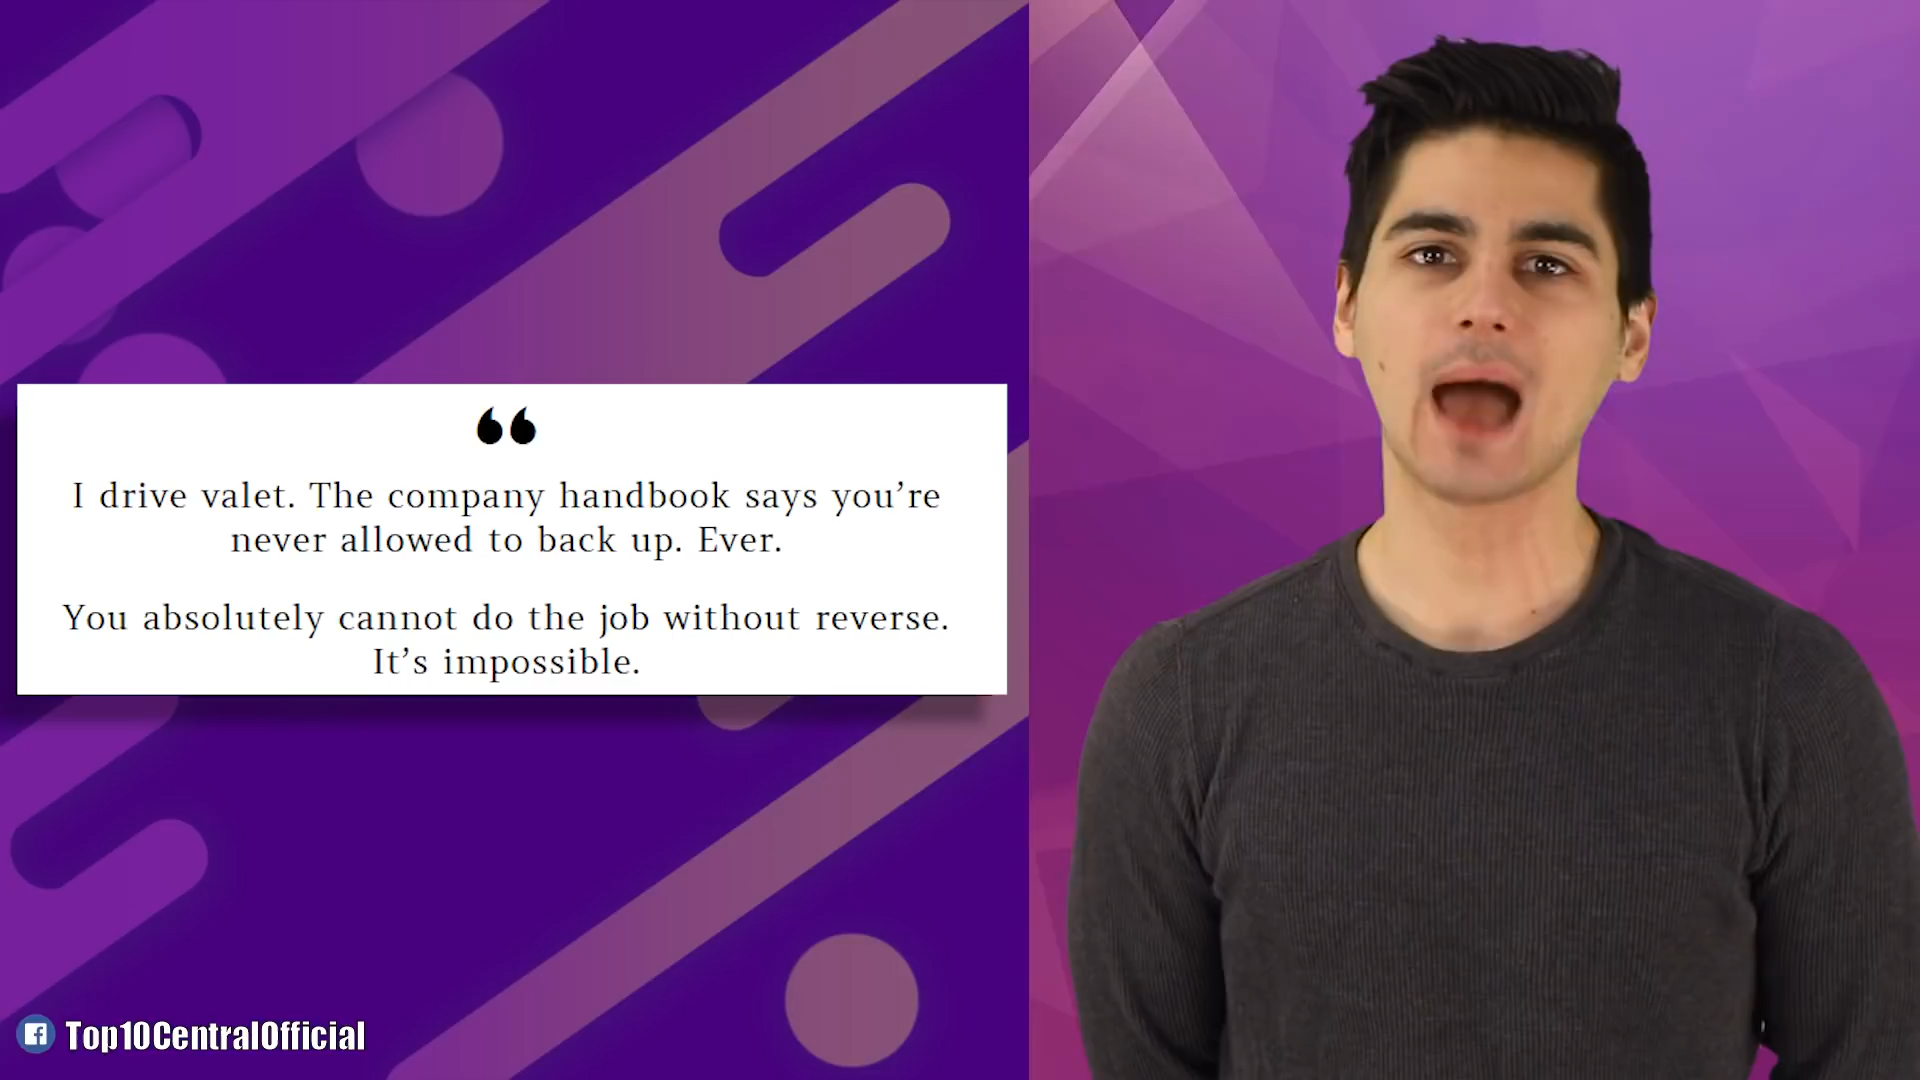 I drive valet. The company handbook says you’re
never allowed to back up. Ever.
You absolutely cannot do the job without reverse.
It’s impossible.
Top10CentralOfficial